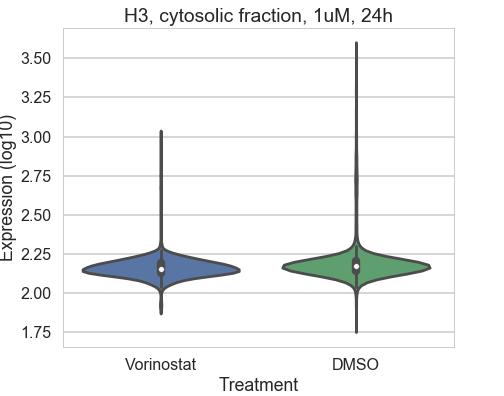 H3, cytosolic fraction, 1uM, 24h
Expression (log10)
3.50
3.25
3.00
2.75
2.50
2.25
2.00
1.75
Vorinostat
DMSO
Treatment